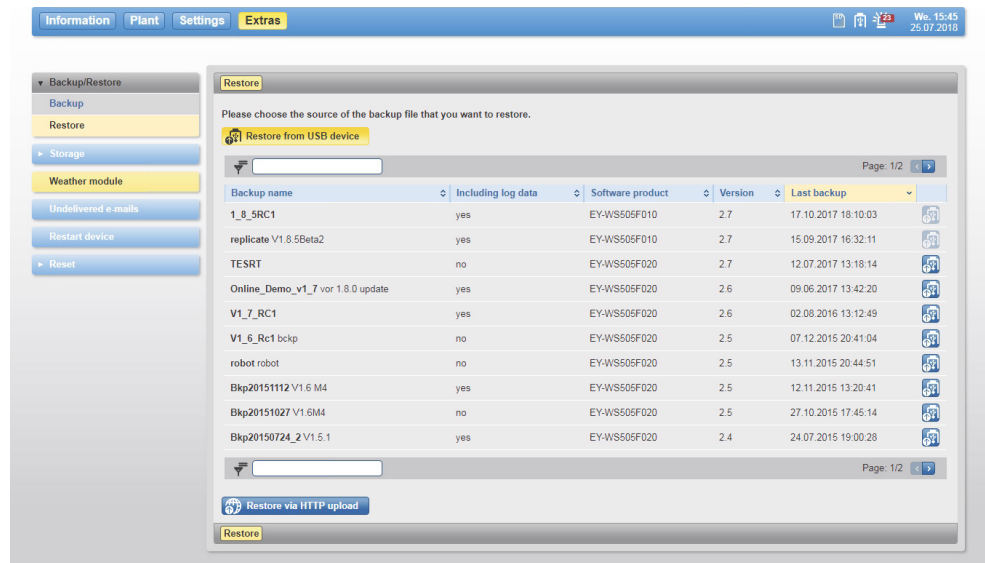 Information Plant Settings Extras 23 We. 15:45
25.07.2018
Backup/Restore
Backup
Restore
Storage
Weather module
Undelivered e-mails
Restart device
Reset
Restore
Please choose the source of the backup file that you want to restore.
Restore from USB device
Page: 1/2
Backup name Including log data Software product Version Last backup
1_8_5RC1 yes EY-WS505F010 2.7 17.10.2017 18:10:03
replicate V1.8.5Beta2 yes EY-WS505F010 2.7 15.09.2017 16:32:11
TESRT no EY-WS505F020 2.7 12.07.2017 13:18:14
Online_Demo_v1_7 vor 1.8.0 update yes EY-WS505F020 2.6 09.06.2017 13:42:20
V1_7_RC1 yes EY-WS505F020 2.6 02.08.2016 13:12:49
V1_6_Rc1 bckp no EY-WS505F020 2.5 07.12.2015 20:41:04
robot robot no EY-WS505F020 2.5 13.11.2015 20:44:51
Bkp20151112 V1.6 M4 yes EY-WS505F020 2.5 12.11.2015 13:20:41
Bkp20151027 V1.6M4 no EY-WS505F020 2.5 27.10.2015 17:45:14
Bkp20150724_2 V1.5.1 yes EY-WS505F020 2.4 24.07.2015 19:00:28
Page: 1/2
Restore via HTTP upload
Restore